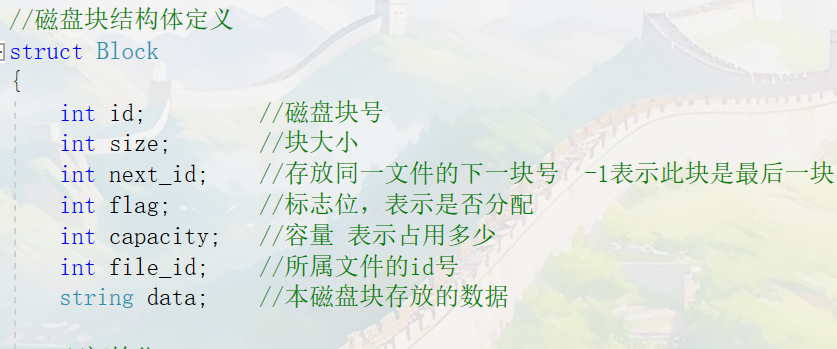 //磁盘块结构体定义
struct Block
{
int id; //磁盘块号
int size; //块大小
int next_id; //存放同一文件的下一块号 -1表示此块是最后一块
int flag; //标志位，表示是否分配
int capacity; //容量 表示占用多少
int file_id; //所属文件的id号
string data; //本磁盘块存放的数据